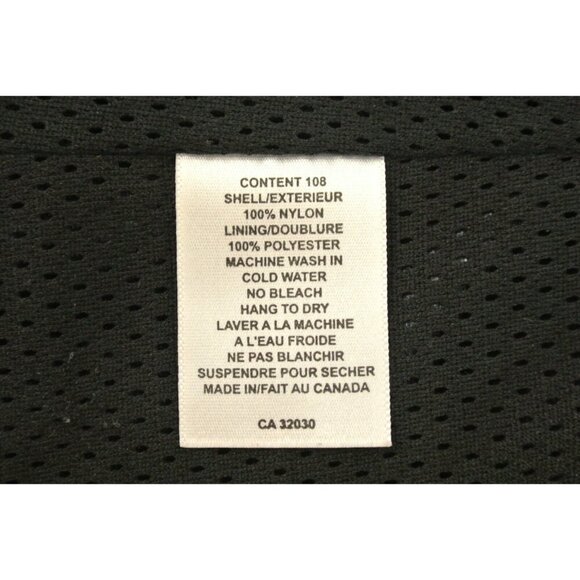 CONTENT 108
SHELL/EXTERIEUR
100% NYLON
LINING/DOUBLURE
100% POLYESTER
MACHINE WASH IN
COLD WATER
NO BLEACH
HANG TO DRY
LAVER A LA MACHINE
A L'EAU FROIDE
NE PAS BLANCHIR
SUSPENDRE POUR SECHER
MADE IN/FAIT AU CANADA
CA 32030